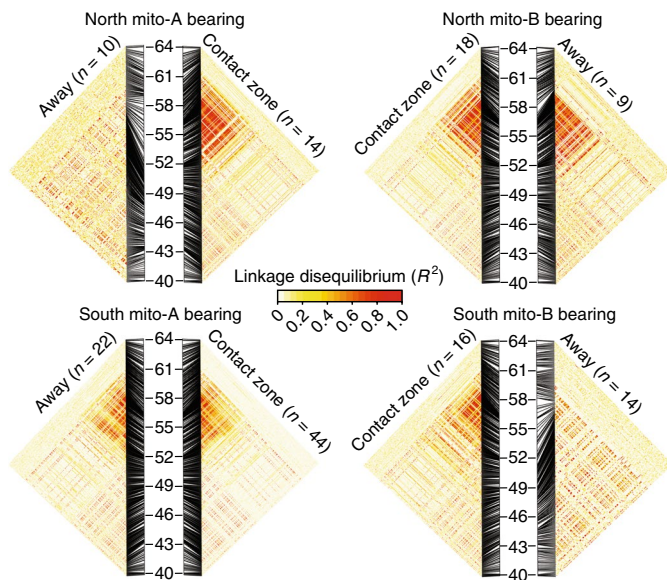 North mito-A bearing
Away (n = 10)
Contact zone (n = 14)
64
61
58
55
52
49
46
43
40
North mito-B bearing
Contact zone (n = 18)
Away (n = 9)
64
61
58
55
52
49
46
43
40
Linkage disequilibrium (R²)
0 0.2 0.4 0.6 0.8 1.0
South mito-A bearing
Away (n = 22)
Contact zone (n = 44)
64
61
58
55
52
49
46
43
40
South mito-B bearing
Contact zone (n = 16)
Away (n = 14)
64
61
58
55
52
49
46
43
40